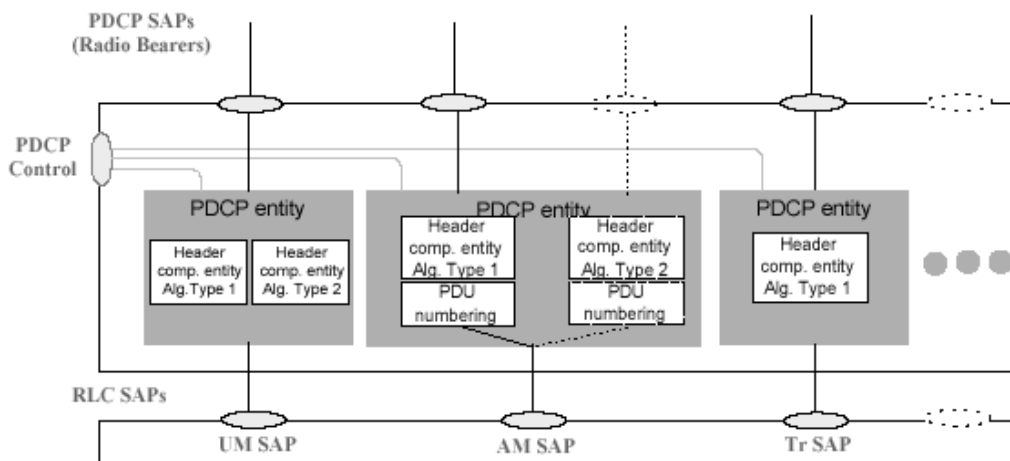 PDCP SAPs
(Radio Bearers)
PDCP
Control
PDCP entity
Header
comp. entity
Alg.Type 1
Header
comp. entity
Alg. Type 2
PDCP entity
Header
comp. entity
Alg. Type 1
PDU
numbering
Header
comp. entity
Alg. Type 2
PDU
numbering
PDCP entity
Header
comp. entity
Alg. Type 1
RLC SAPs
UM SAP
AM SAP
Tr SAP